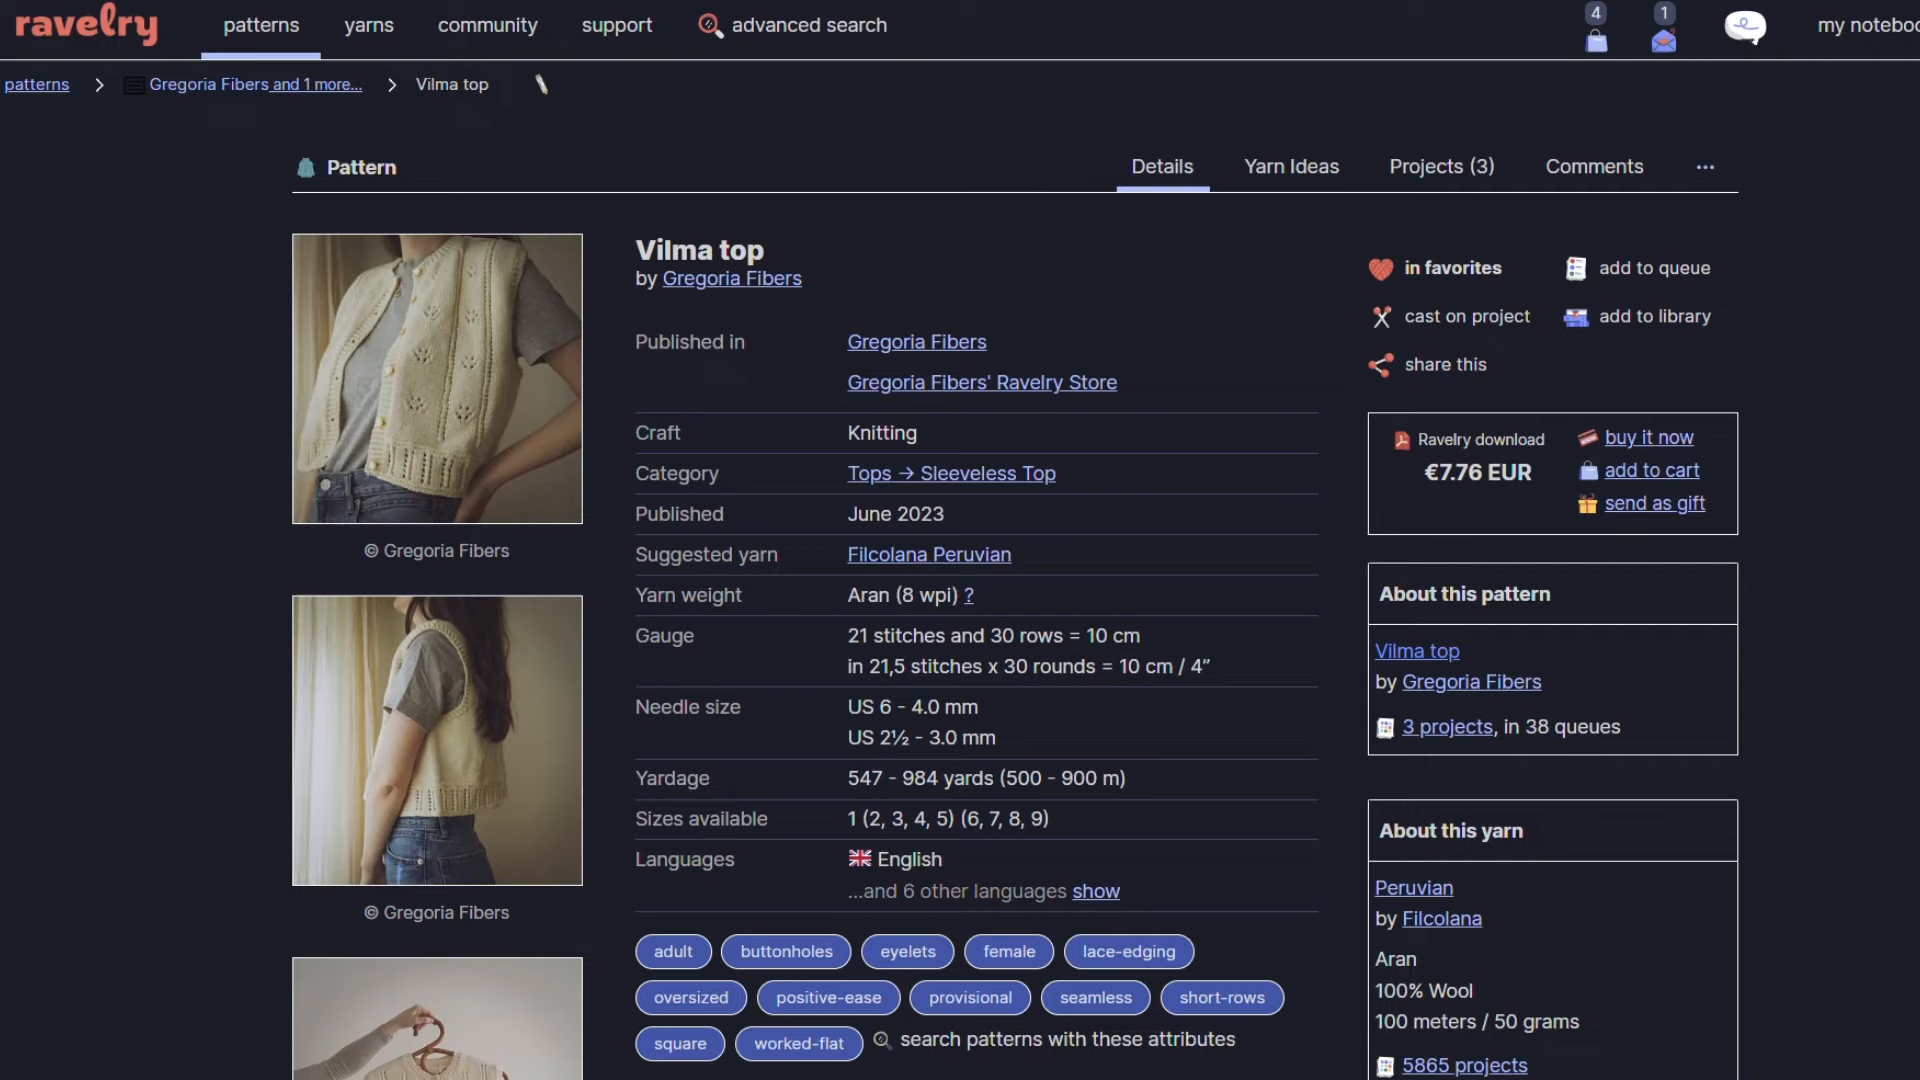 ravelry
patterns
yarns
community
support
advanced search
4
1
my noteboo
patterns
Gregoria Fibers and 1 more...
Vilma top
Pattern
Details
Yarn Ideas
Projects (3)
Comments
Vilma top
by Gregoria Fibers
Published in
Gregoria Fibers
Gregoria Fibers' Ravelry Store
Craft
Knitting
Category
Tops → Sleeveless Top
Published
June 2023
Suggested yarn
Filcolana Peruvian
Yarn weight
Aran (8 wpi) ?
Gauge
21 stitches and 30 rows = 10 cm
in 21,5 stitches x 30 rounds = 10 cm / 4”
Needle size
US 6 - 4.0 mm
US 2½ - 3.0 mm
Yardage
547 - 984 yards (500 - 900 m)
Sizes available
1 (2, 3, 4, 5) (6, 7, 8, 9)
Languages
English
...and 6 other languages show
adult
buttonholes
eyelets
female
lace-edging
oversized
positive-ease
provisional
seamless
short-rows
square
worked-flat
search patterns with these attributes
© Gregoria Fibers
© Gregoria Fibers
in favorites
add to queue
cast on project
add to library
share this
Ravelry download
€7.76 EUR
buy it now
add to cart
send as gift
About this pattern
Vilma top
by Gregoria Fibers
3 projects, in 38 queues
About this yarn
Peruvian
by Filcolana
Aran
100% Wool
100 meters / 50 grams
5865 projects